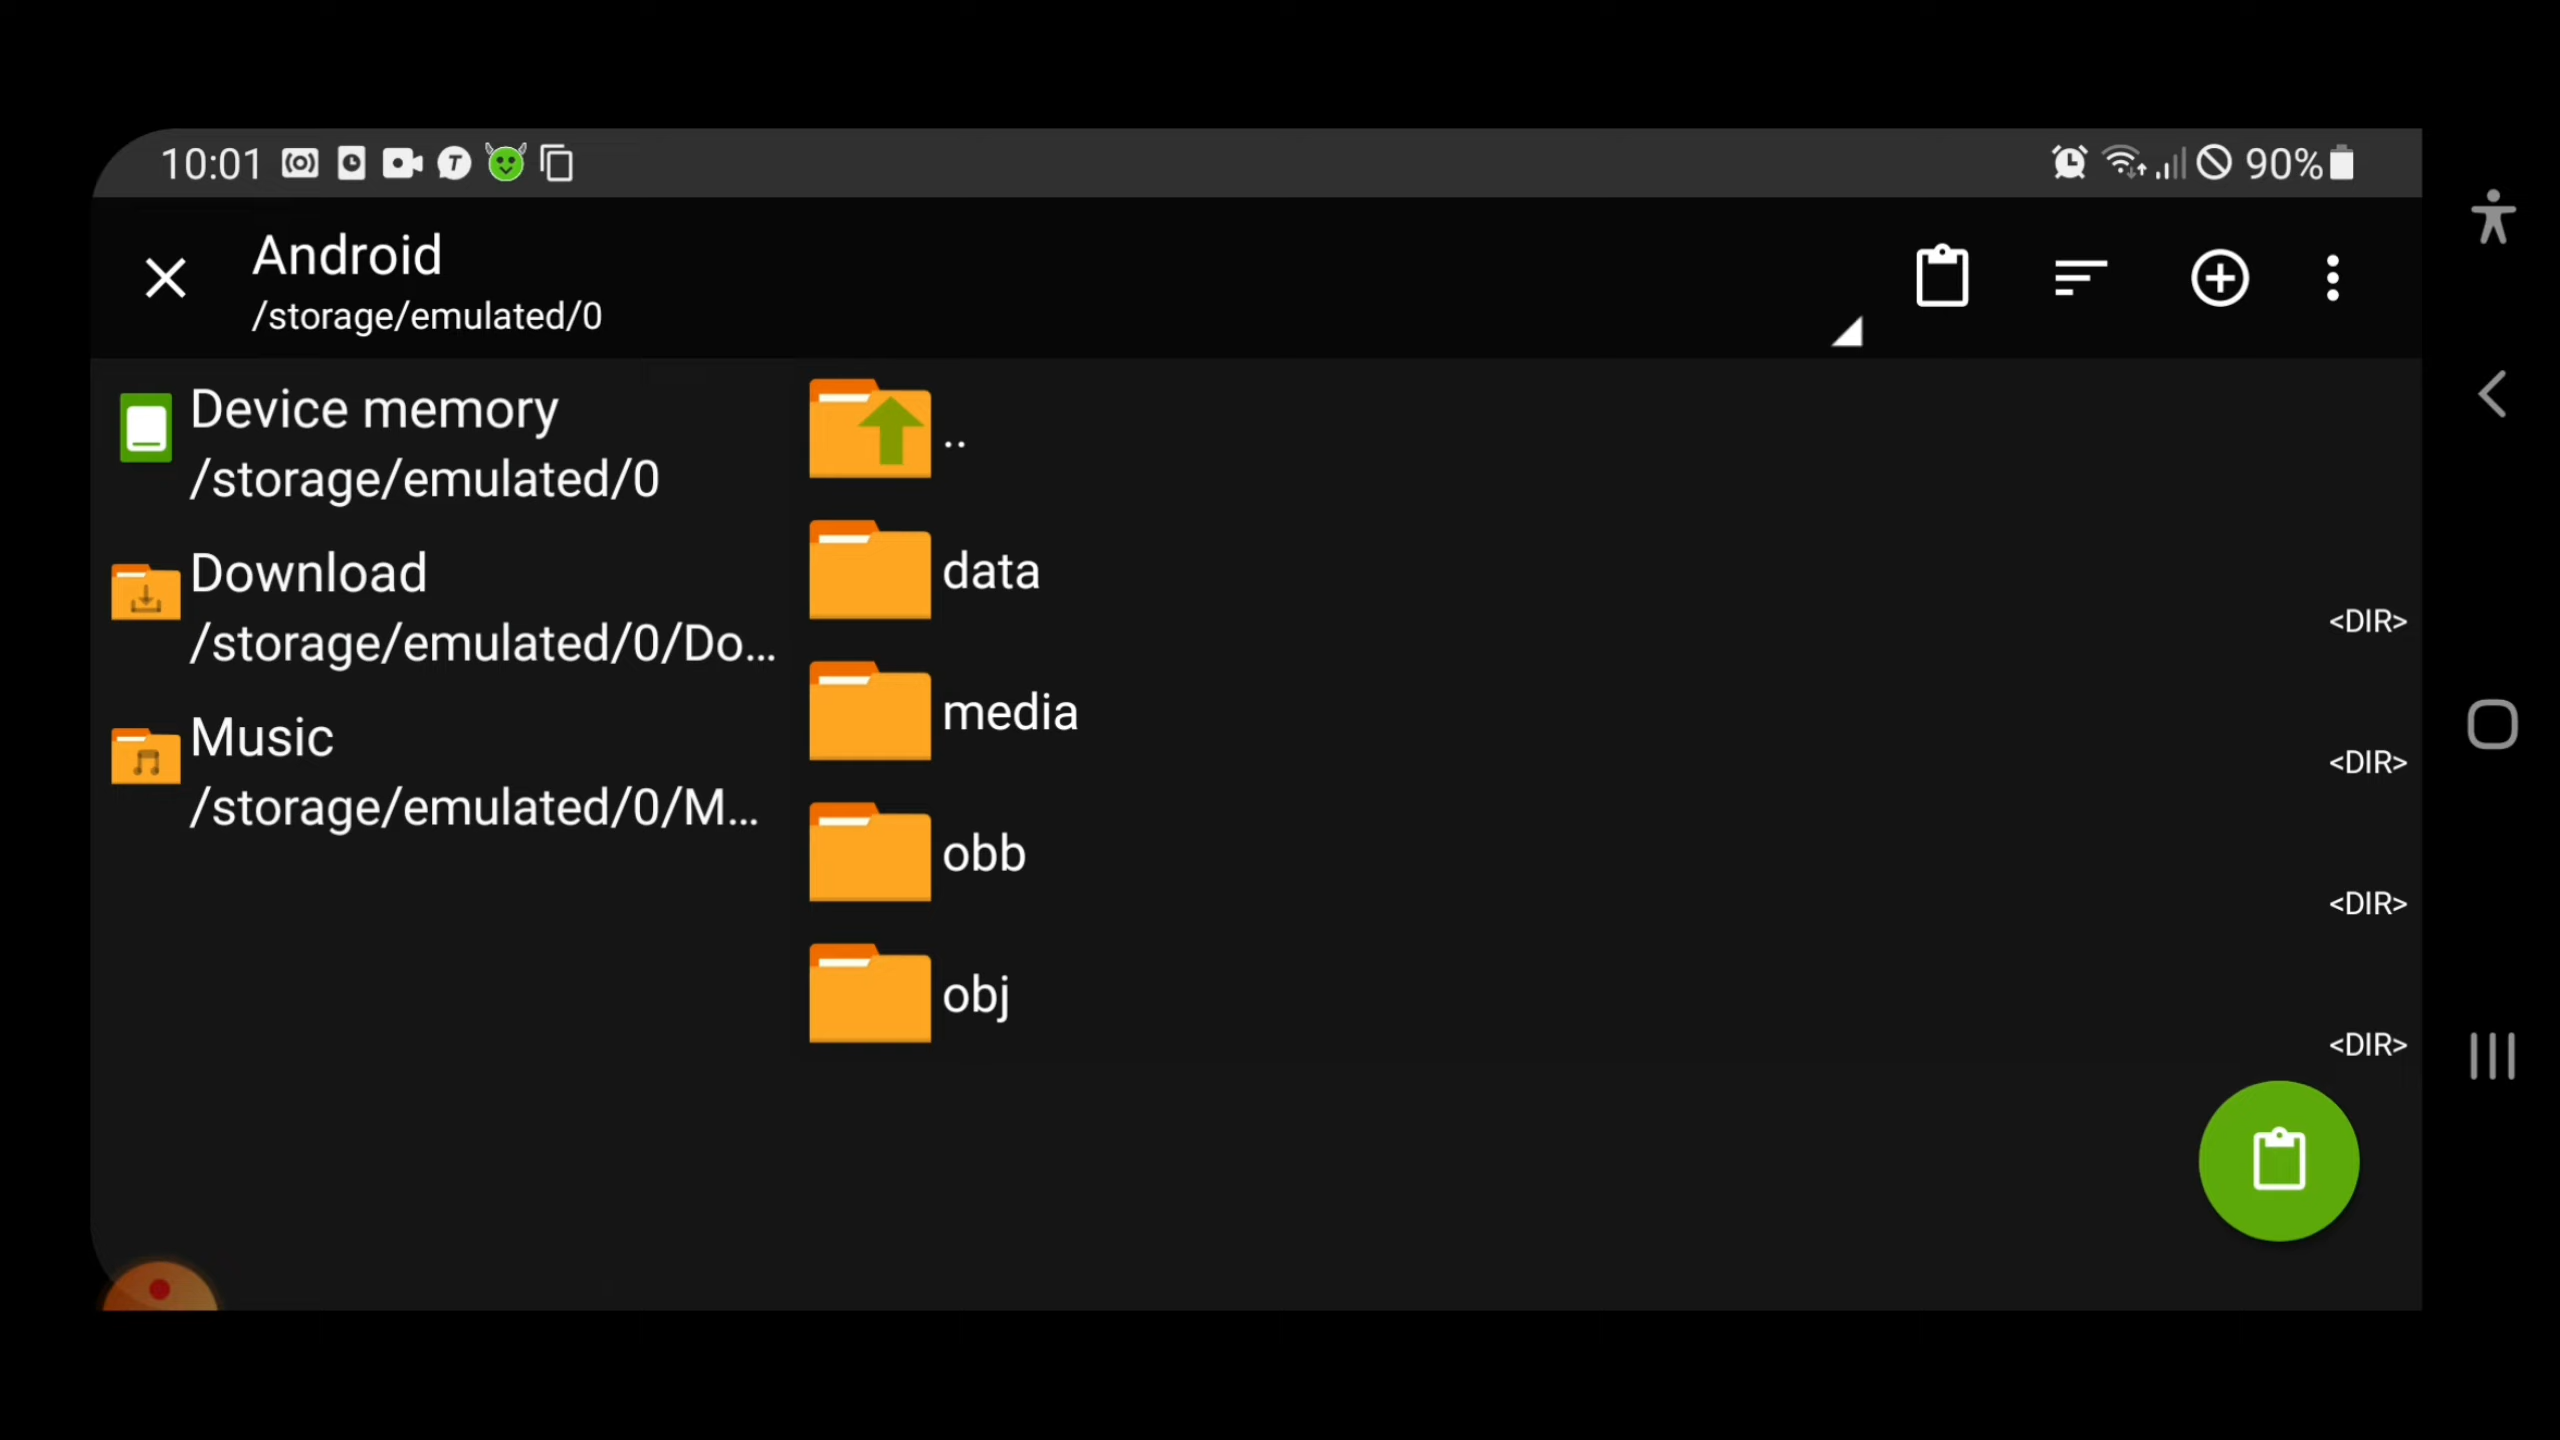 10:01
90%
Android
/storage/emulated/0
Device memory
/storage/emulated/0
Download
/storage/emulated/0/Do...
Music
/storage/emulated/0/M...
..
data
<DIR>
media
<DIR>
obb
<DIR>
obj
<DIR>